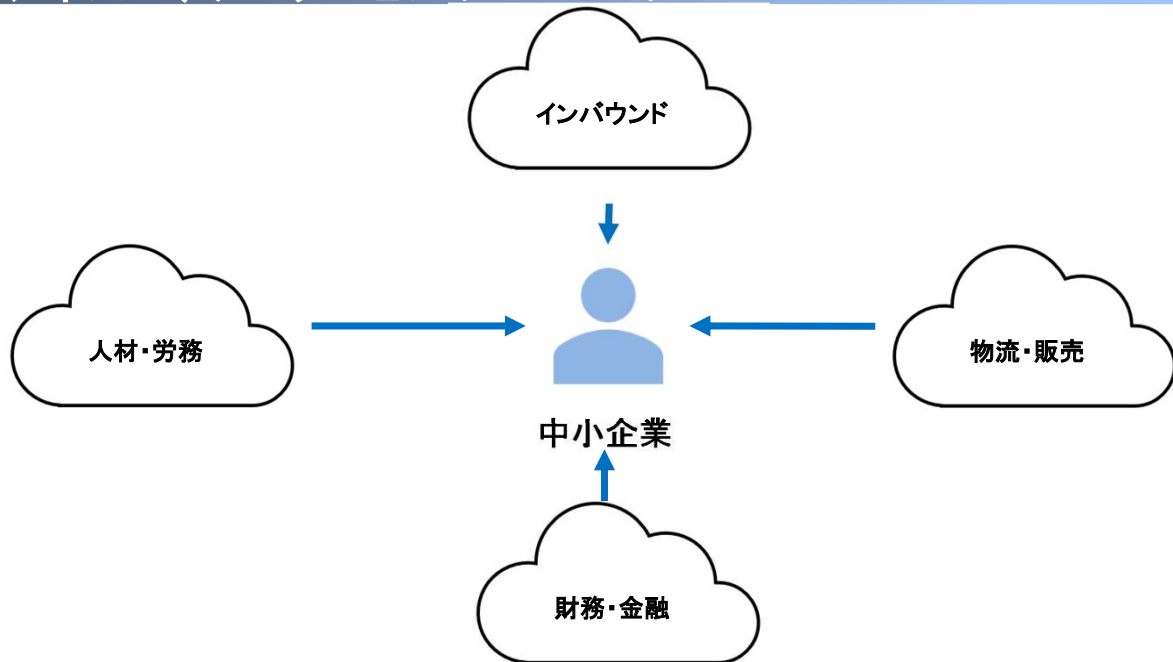 インバウンド
人材・労務
物流・販売
中小企業
財務・金融